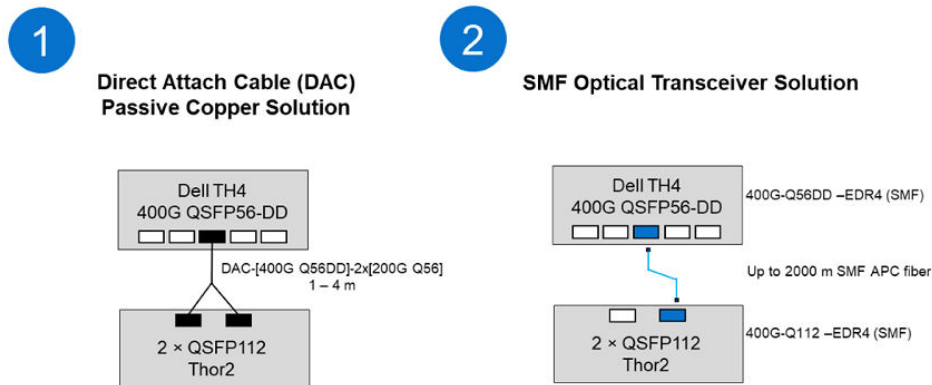 1
Direct Attach Cable (DAC)
Passive Copper Solution
Dell TH4
400G QSFP56-DD
DAC-[400G Q56DD]-2x[200G Q56]
1 – 4 m
2 × QSFP112
Thor2
2
SMF Optical Transceiver Solution
Dell TH4
400G QSFP56-DD
400G-Q56DD –EDR4 (SMF)
Up to 2000 m SMF APC fiber
2 × QSFP112
Thor2
400G-Q112 –EDR4 (SMF)